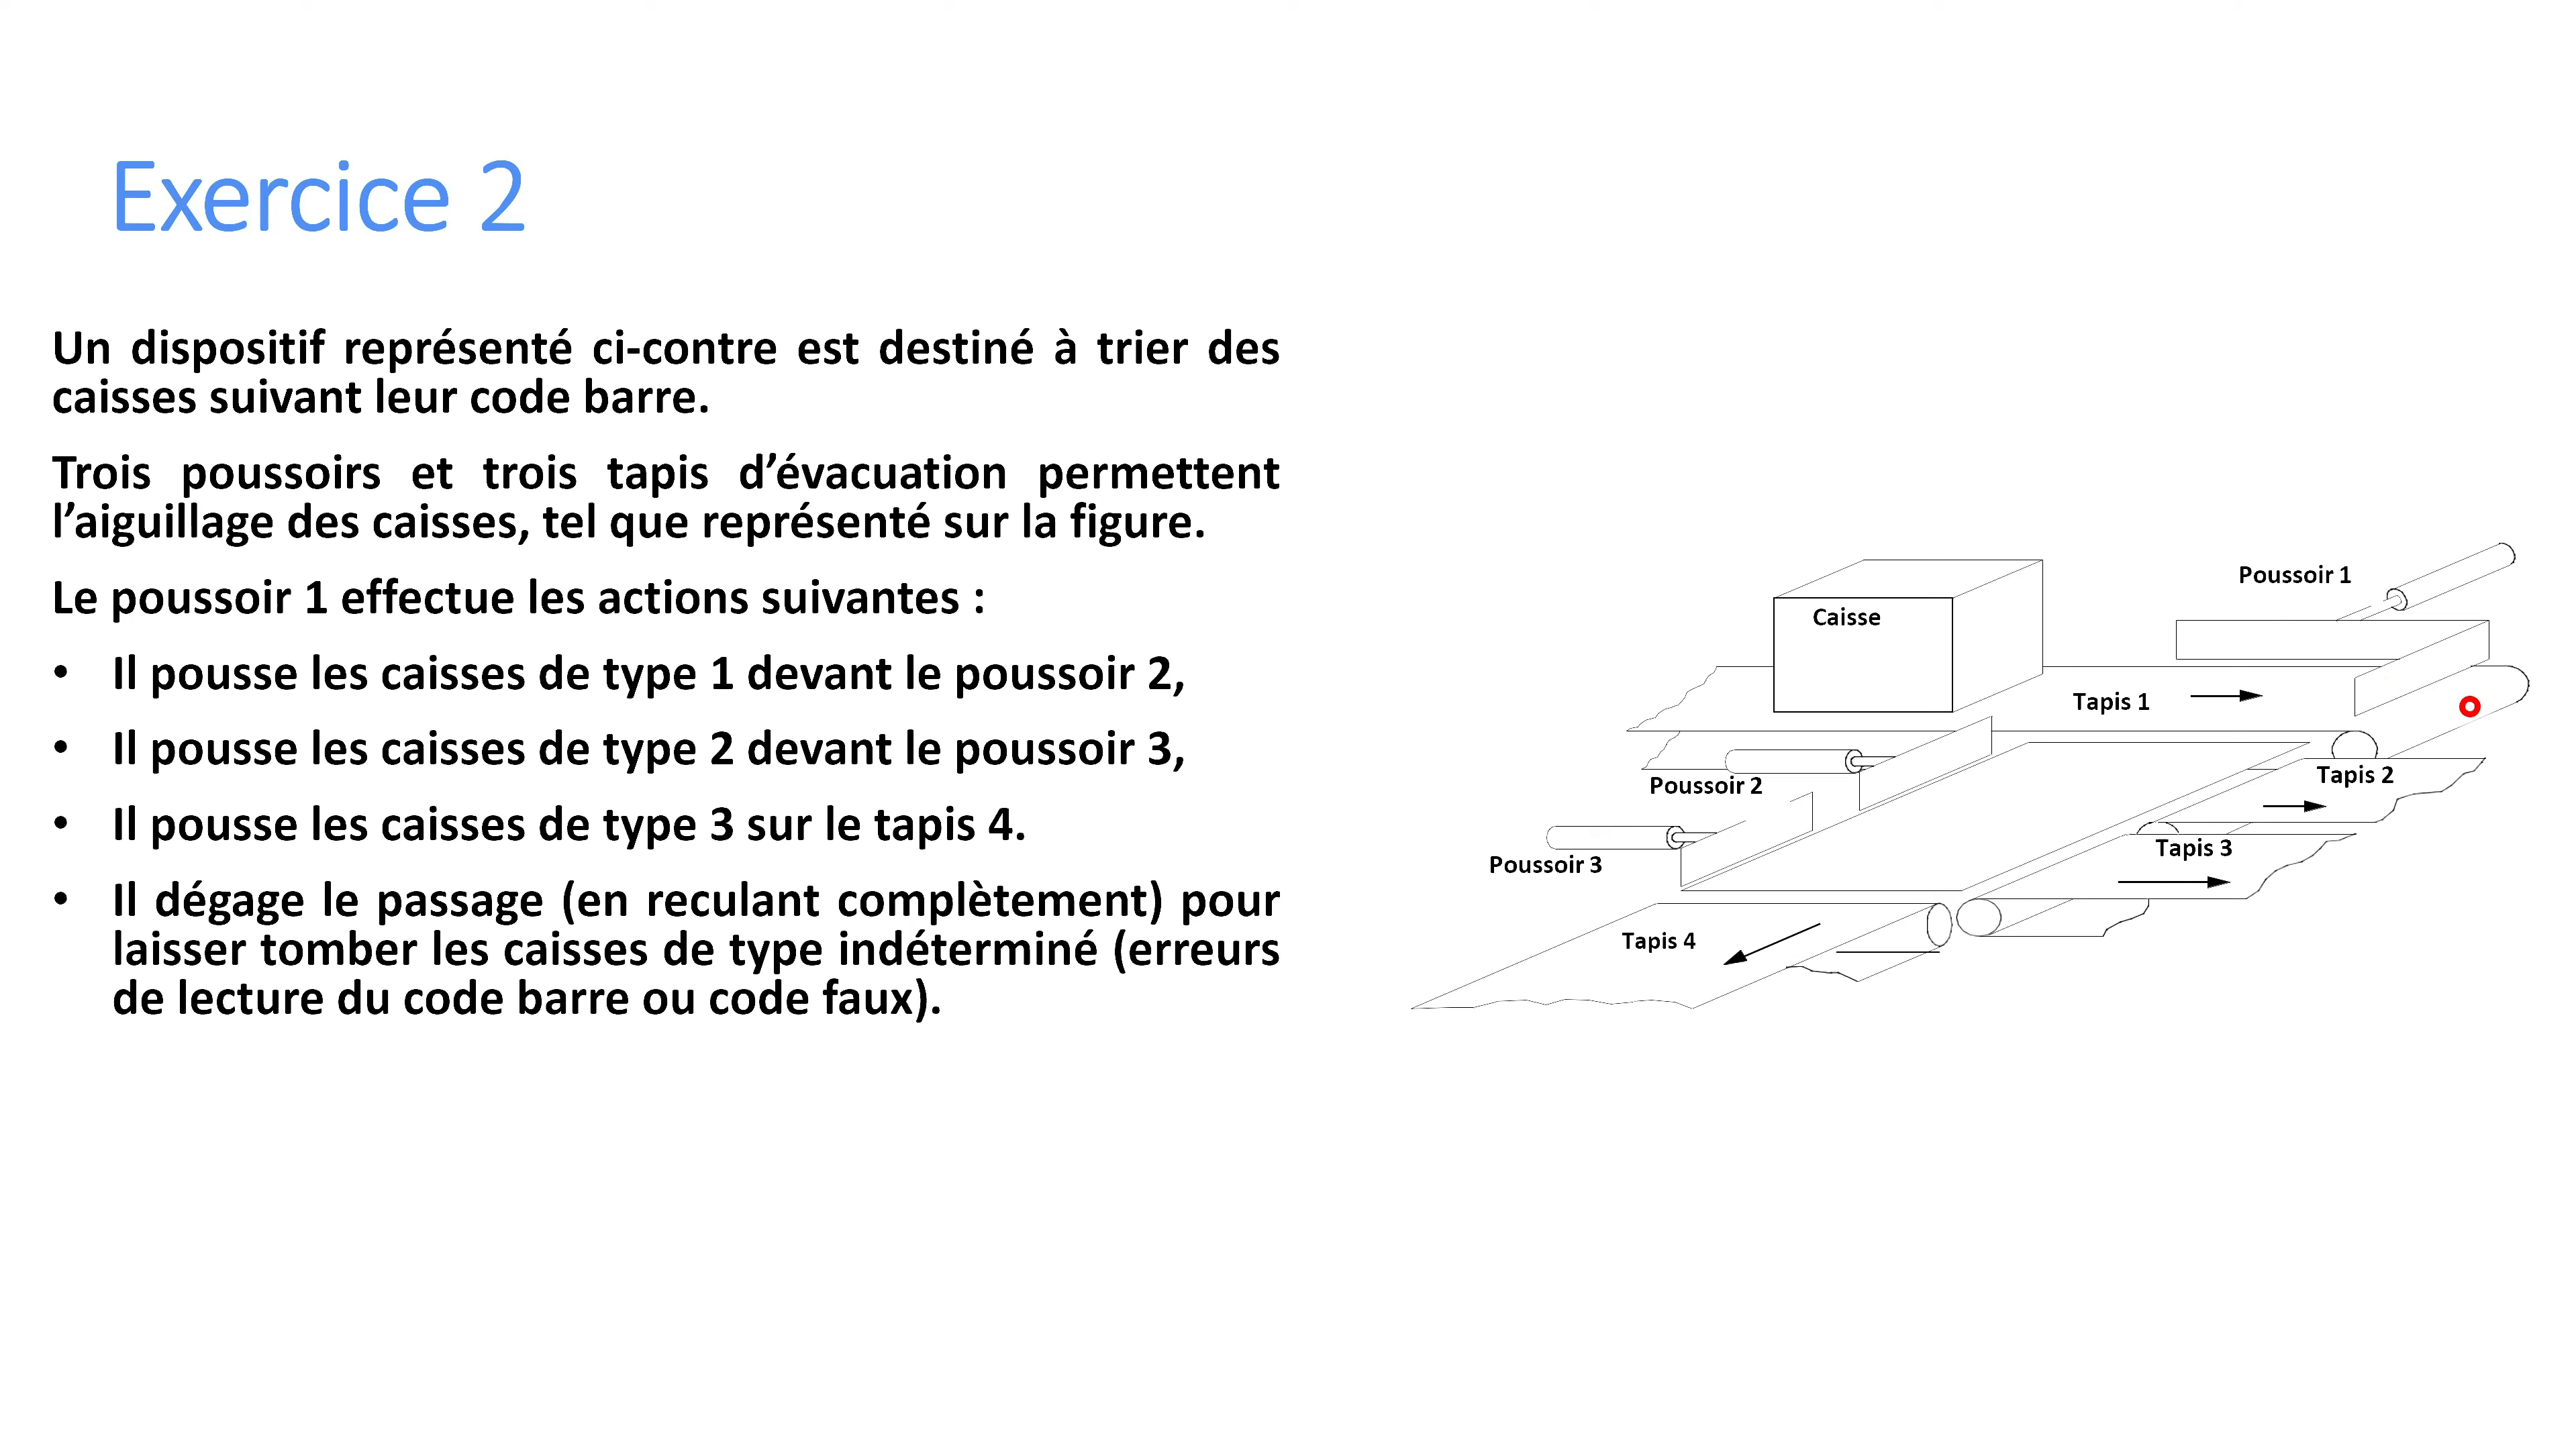 Exercice 2
Un dispositif représenté ci-contre est destiné à trier des
caisses suivant leur code barre.
Trois poussoirs et trois tapis d’évacuation permettent
l’aiguillage des caisses, tel que représenté sur la figure.
Le poussoir 1 effectue les actions suivantes :
• Il pousse les caisses de type 1 devant le poussoir 2,
• Il pousse les caisses de type 2 devant le poussoir 3,
• Il pousse les caisses de type 3 sur le tapis 4.
• Il dégage le passage (en reculant complètement) pour
laisser tomber les caisses de type indéterminé (erreurs
de lecture du code barre ou code faux).
Poussoir 1
Caisse
Tapis 1
Poussoir 2
Tapis 2
Poussoir 3
Tapis 3
Tapis 4